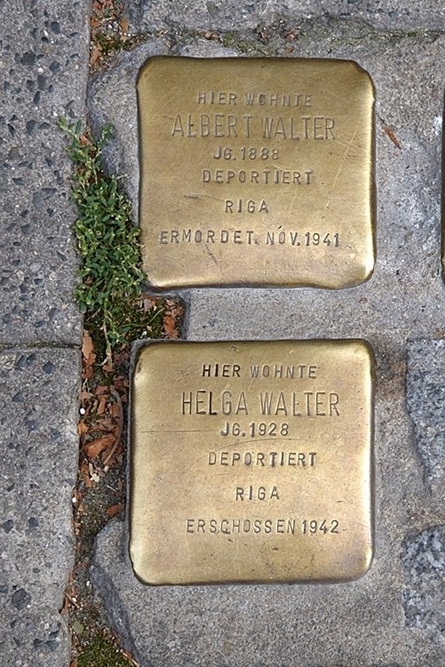 HIER WOHNTE
ALBERT WALTER
JG. 1888
DEPORTIERT
RIGA
ERMORDET. NOV. 1941
HIER WOHNTE
HELGA WALTER
JG. 1928
DEPORTIERT
RIGA
ERSCHOSSEN 1942